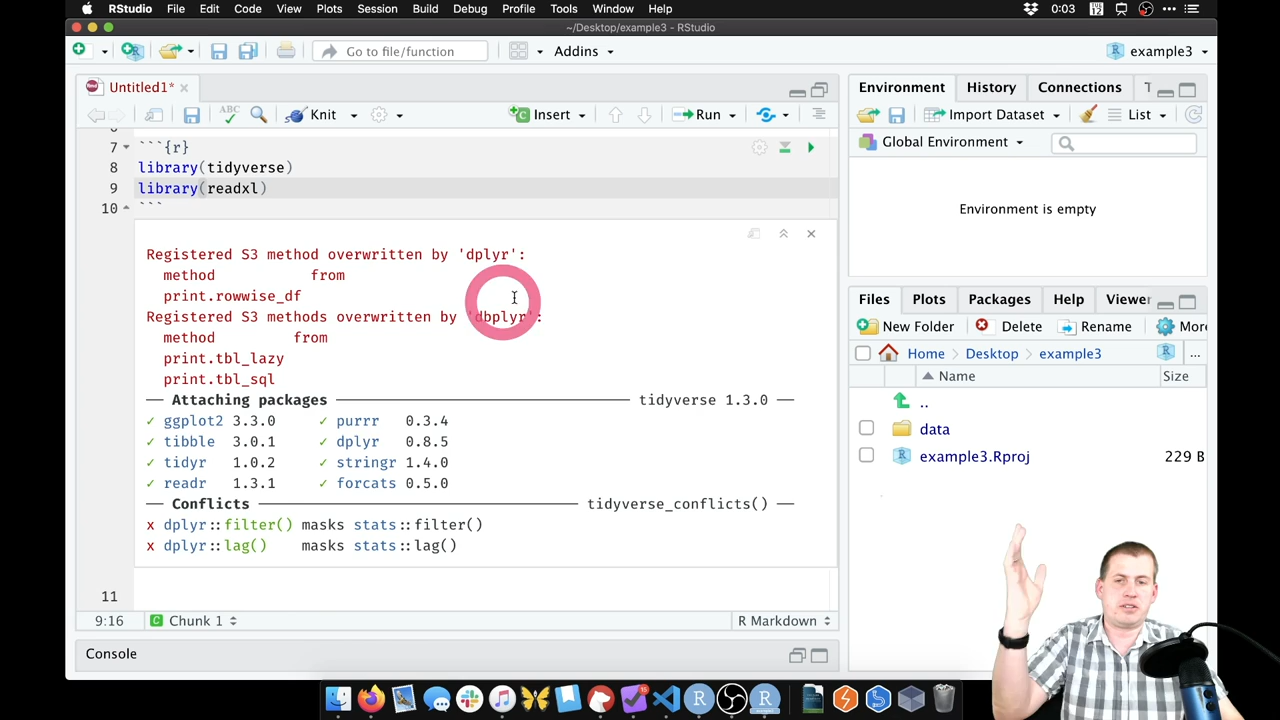 RStudio File Edit Code View Plots Session Build Debug Profile Tools Window Help 0:03
~/Desktop/example3 - RStudio
Go to file/function Addins example3
Untitled1*
ABC Knit Insert Run
7 ```{r}
8 library(tidyverse)
9 library(readxl)
10 ```
Registered S3 method overwritten by 'dplyr':
method from
print.rowwise_df
Registered S3 methods overwritten by 'dbplyr':
method from
print.tbl_lazy
print.tbl_sql
── Attaching packages ── tidyverse 1.3.0 ──
✓ ggplot2 3.3.0 ✓ purrr 0.3.4
✓ tibble 3.0.1 ✓ dplyr 0.8.5
✓ tidyr 1.0.2 ✓ stringr 1.4.0
✓ readr 1.3.1 ✓ forcats 0.5.0
── Conflicts ── tidyverse_conflicts() ──
x dplyr::filter() masks stats::filter()
x dplyr::lag() masks stats::lag()
11
9:16 Chunk 1 R Markdown
Console
Environment History Connections T
Import Dataset List
Global Environment
Environment is empty
Files Plots Packages Help Viewer
New Folder Delete Rename More
Home Desktop example3 ...
Name Size
..
data
example3.Rproj 229 B